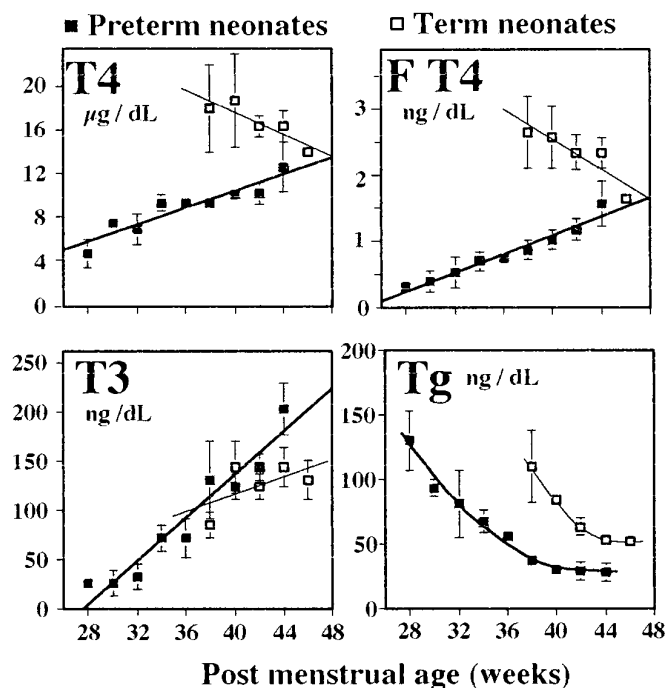 ■ Preterm neonates □ Term neonates
T4
µg / dL
20
16
12
8
4
0
F T4
ng / dL
3
2
1
0
T3
ng /dL
250
200
150
100
50
0
28 32 36 40 44 48
Tg ng / dL
200
150
100
50
0
28 32 36 40 44 48
Post menstrual age (weeks)